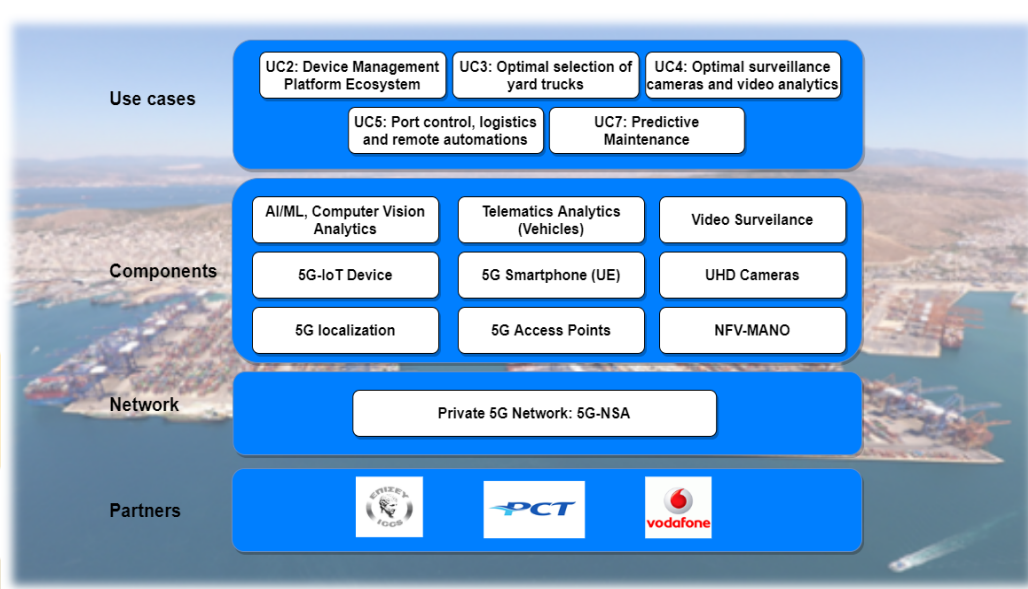 Use cases
UC2: Device Management
Platform Ecosystem
UC3: Optimal selection of
yard trucks
UC4: Optimal surveillance
cameras and video analytics
UC5: Port control, logistics
and remote automations
UC7: Predictive
Maintenance
Components
AI/ML, Computer Vision
Analytics
Telematics Analytics
(Vehicles)
Video Surveilance
5G-IoT Device
5G Smartphone (UE)
UHD Cameras
5G localization
5G Access Points
NFV-MANO
Network
Private 5G Network: 5G-NSA
Partners
ΕΠΙΣΕΥ
ICCS
PCT
vodafone